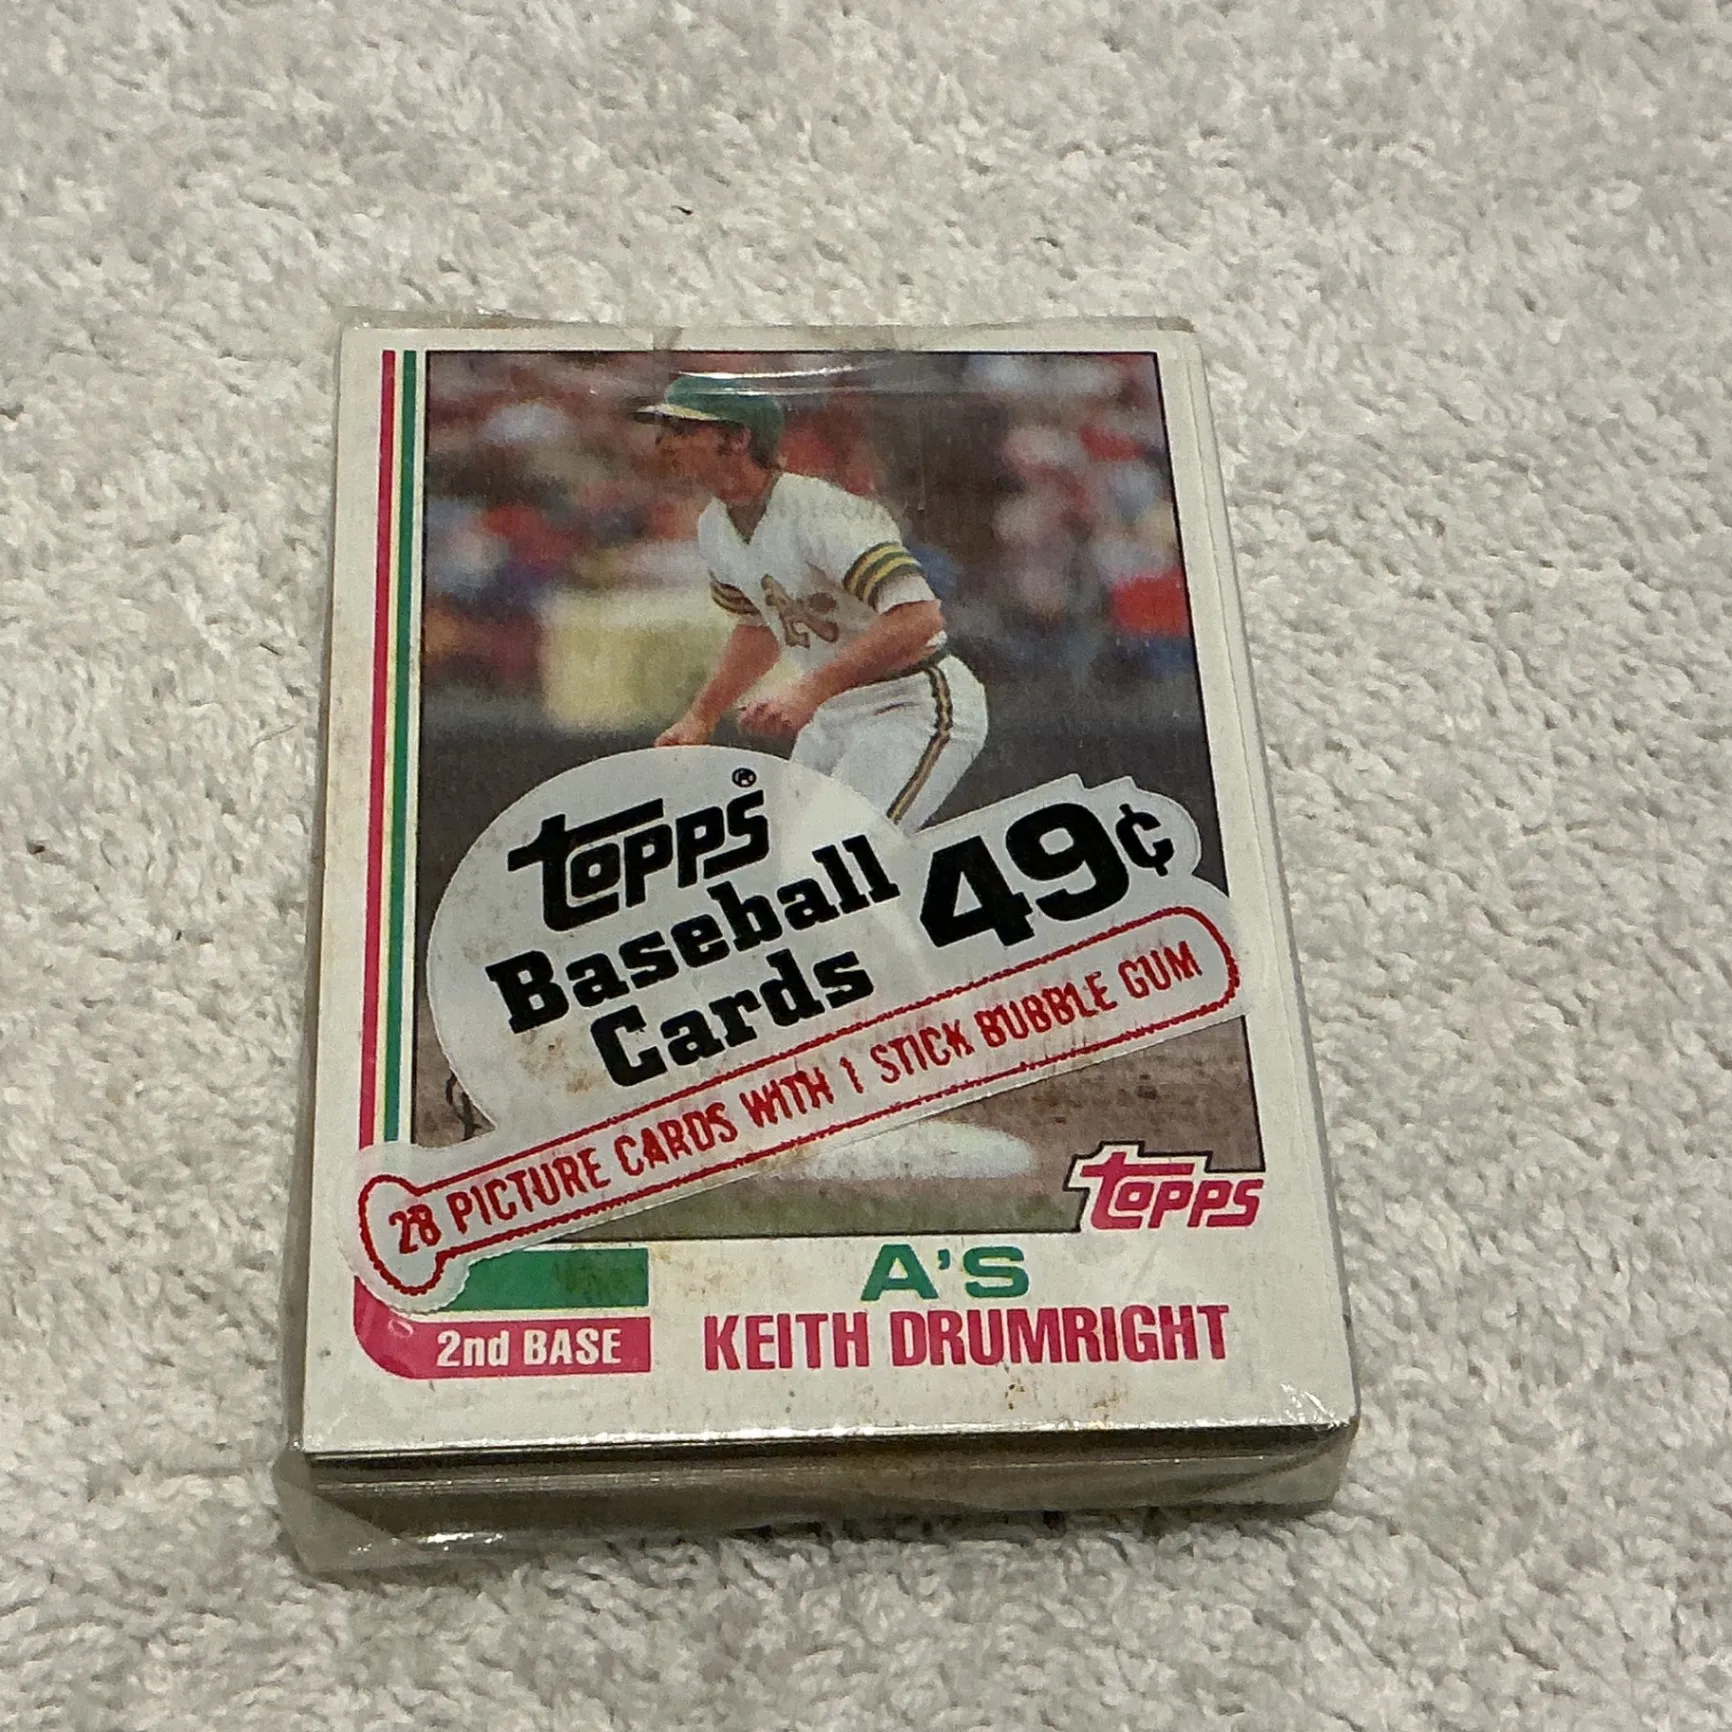 Topps®
Baseball
Cards
49¢
28 PICTURE CARDS WITH 1 STICK BUBBLE GUM
Topps
A'S
2nd BASE
KEITH DRUMRIGHT